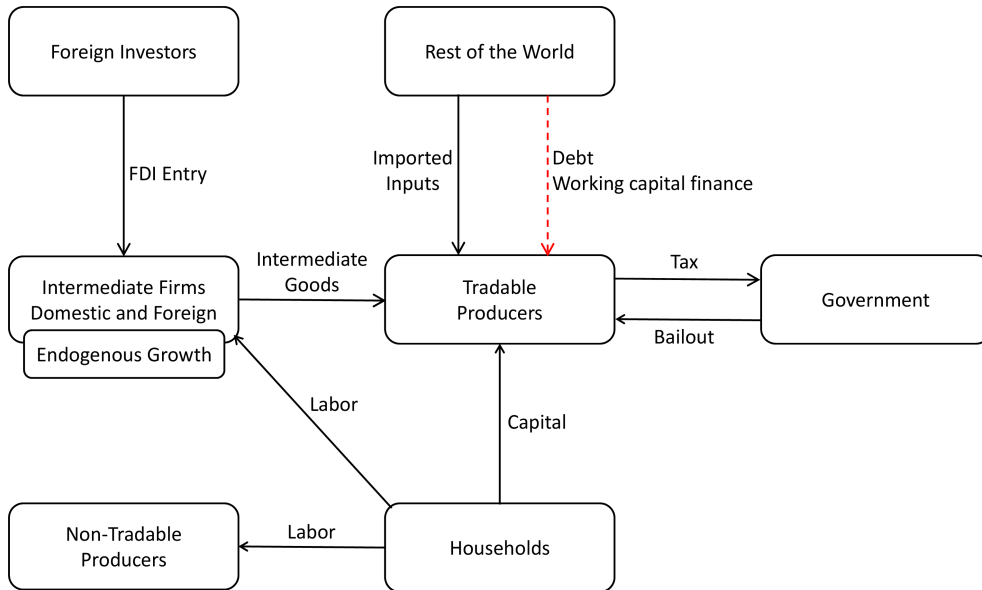 Foreign Investors
Rest of the World
FDI Entry
Imported
Inputs
Debt
Working capital finance
Intermediate Firms
Domestic and Foreign
Endogenous Growth
Intermediate
Goods
Tradable
Producers
Tax
Bailout
Government
Labor
Capital
Non-Tradable
Producers
Labor
Households